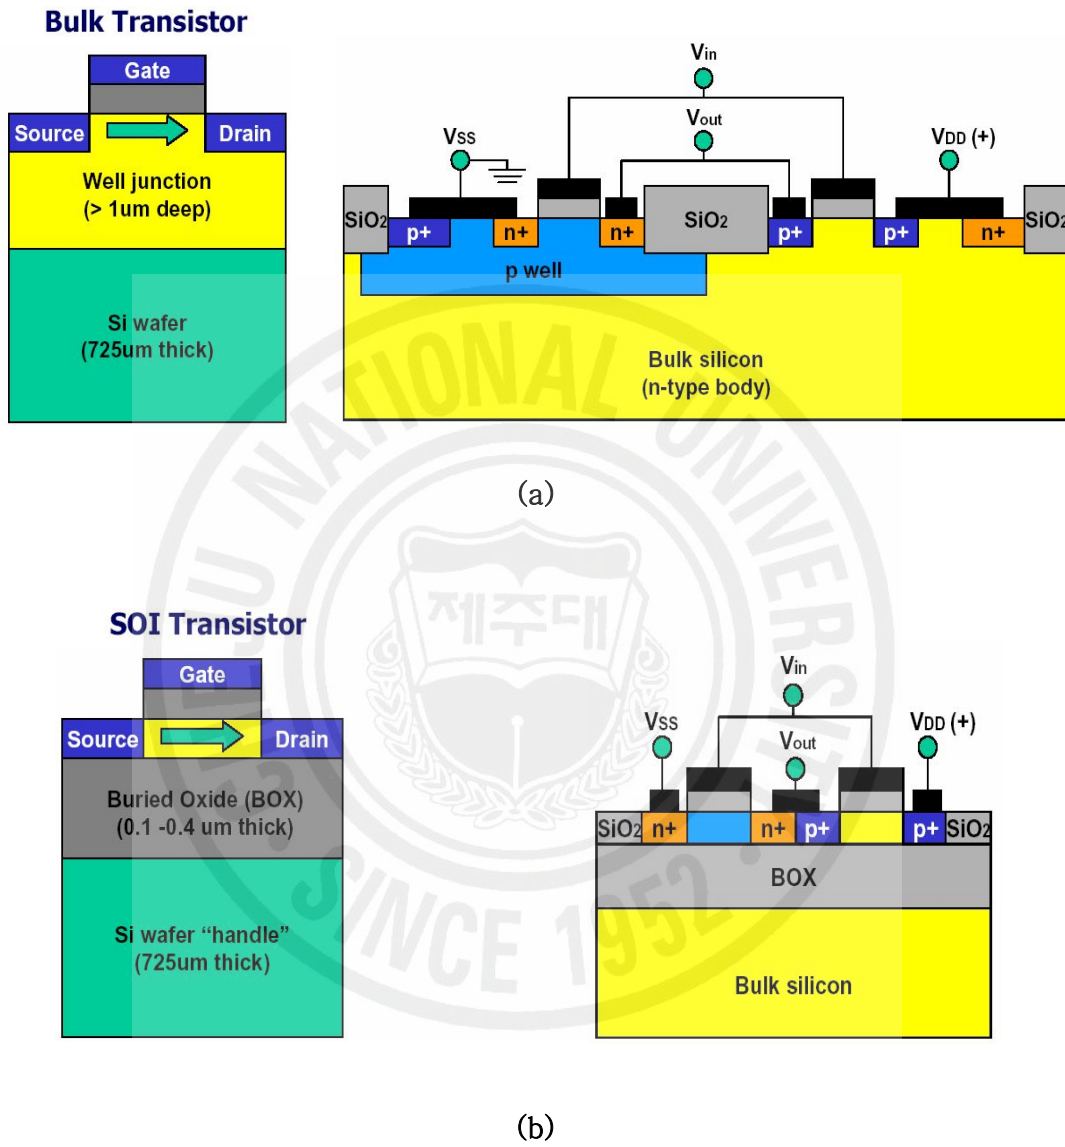 Bulk Transistor
Gate
Source
Drain
Well junction
(> 1um deep)
Si wafer
(725um thick)
Vin
Vout
VSS
VDD (+)
SiO2
p+
n+
n+
SiO2
p+
p+
n+
SiO2
p well
Bulk silicon
(n-type body)
(a)
JEJU NATIONAL UNIVERSITY
제주대
SINCE 1952
SOI Transistor
Gate
Source
Drain
Buried Oxide (BOX)
(0.1 -0.4 um thick)
Si wafer “handle”
(725um thick)
Vin
VSS
Vout
VDD (+)
SiO2
n+
n+
p+
p+
SiO2
BOX
Bulk silicon
(b)